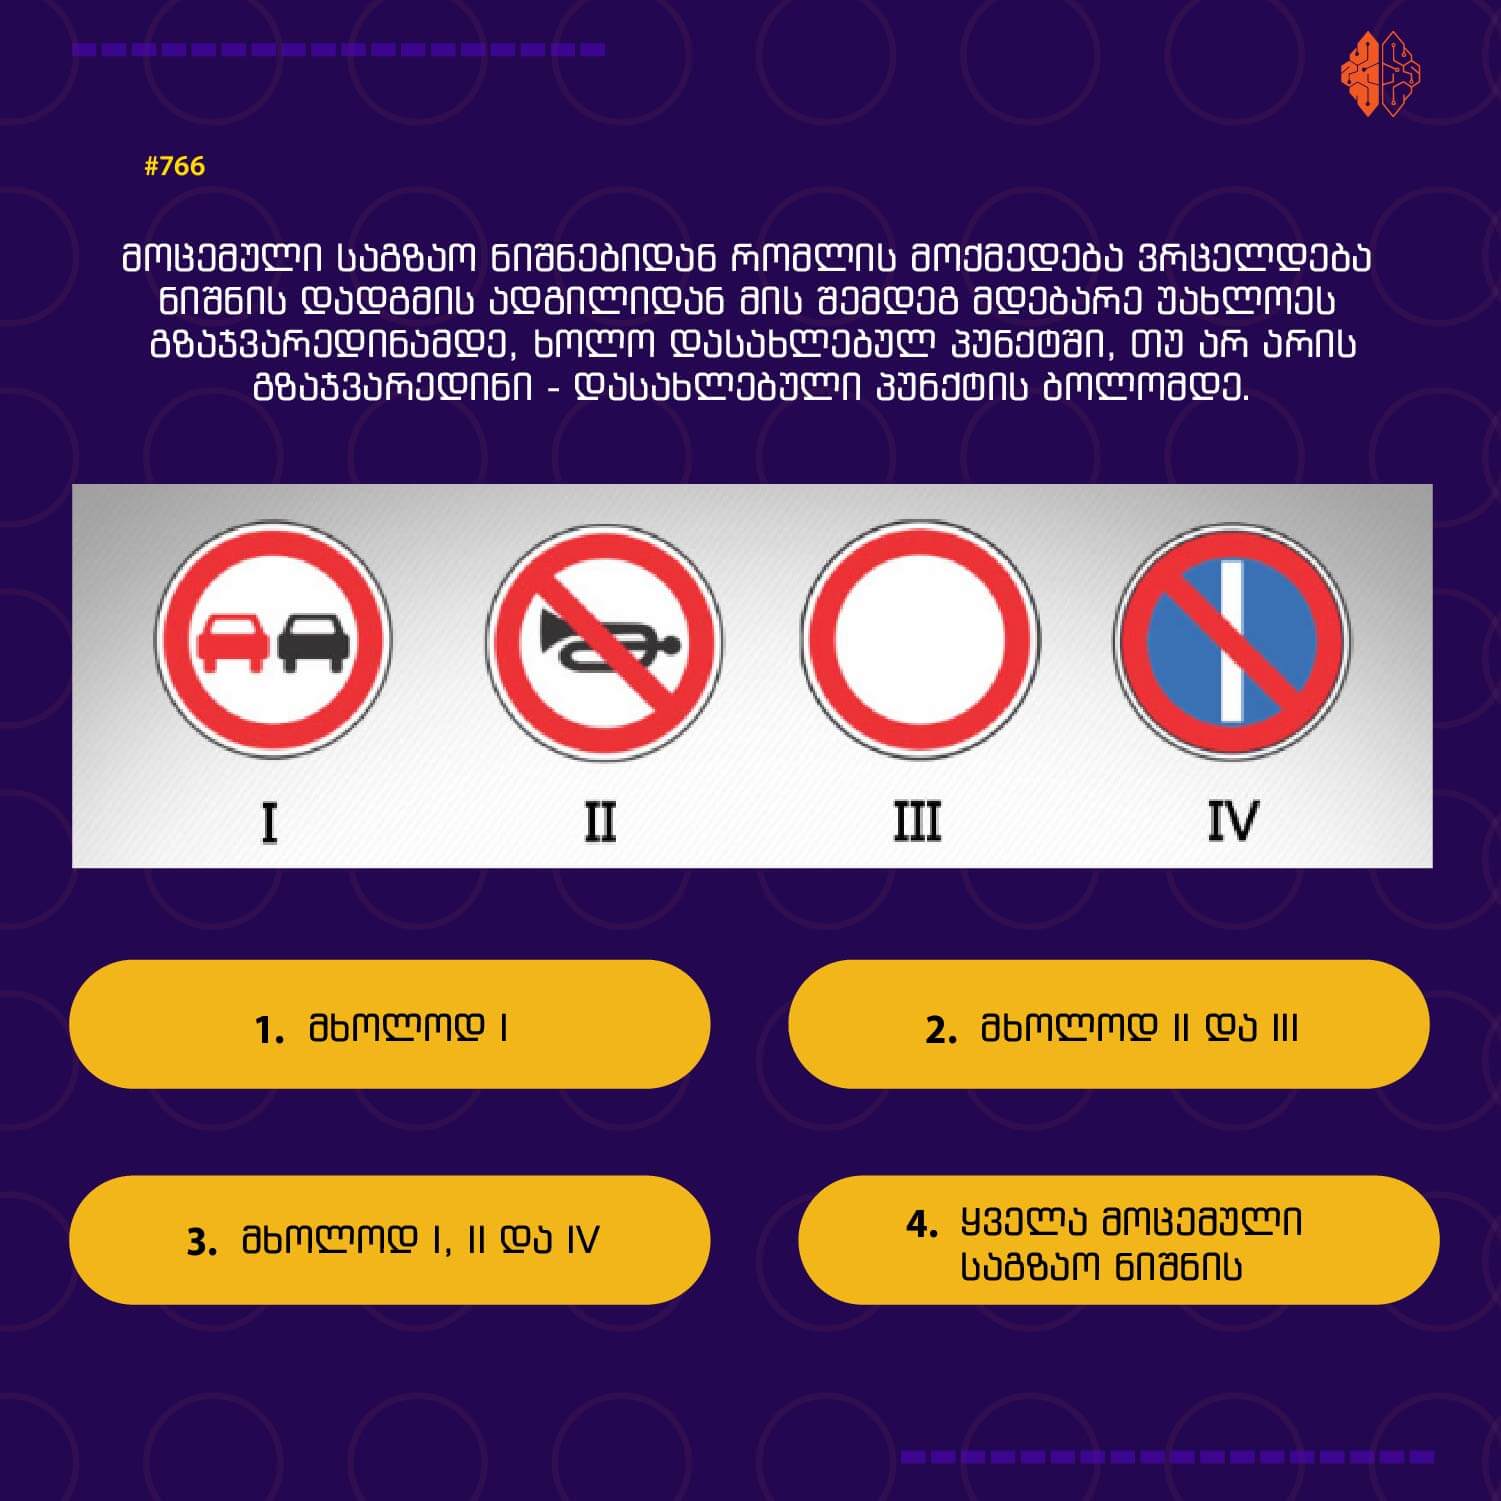 #766
მოცემული საგზაო ნიშნებიდან რომლის მოქმედება ვრცელდება
ნიშნის დადგმის ადგილიდან მის შემდეგ მდებარე უახლოეს
გზაჯვარედინამდე, ხოლო დასახლებულ პუნქტში, თუ არ არის
გზაჯვარედინი - დასახლებული პუნქტის ბოლომდე.
I II III IV
1. მხოლოდ I
2. მხოლოდ II და III
3. მხოლოდ I, II და IV
4. ყველა მოცემული
საგზაო ნიშნის